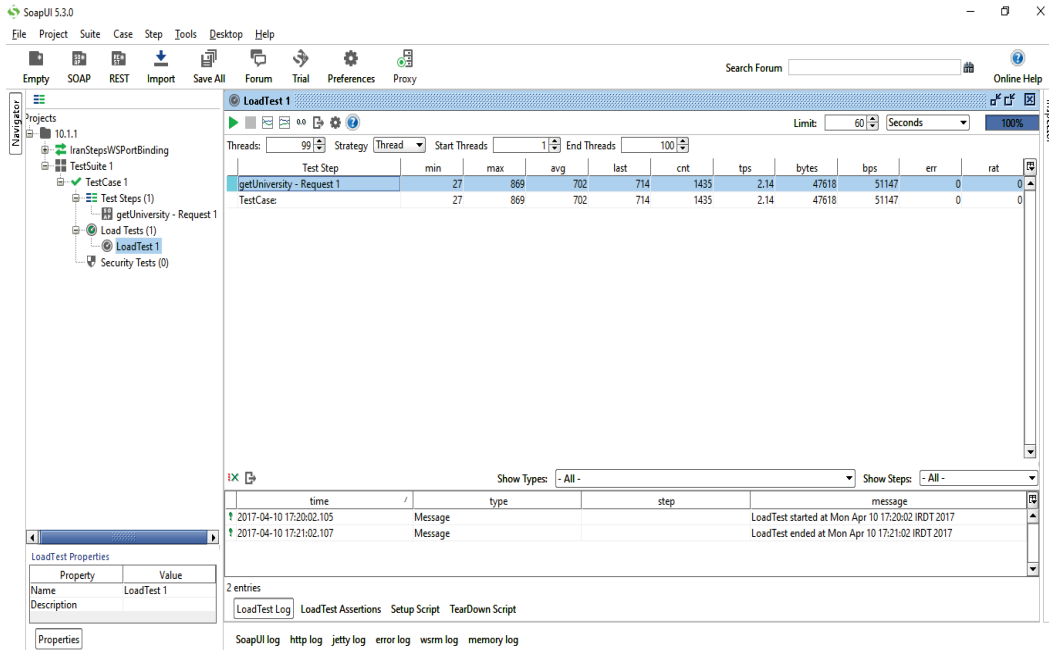 SoapUI 5.3.0
File Project Suite Case Step Tools Desktop Help
Empty SOAP REST Import Save All Forum Trial Preferences Proxy Search Forum Online Help
Navigator
Projects
10.1.1
IranStepsWSPortBinding
TestSuite 1
TestCase 1
Test Steps (1)
getUniversity - Request 1
Load Tests (1)
LoadTest 1
Security Tests (0)
LoadTest 1
Limit: 60 Seconds 100%
Threads: 99 Strategy Thread Start Threads 1 End Threads 100
Test Step min max avg last cnt tps bytes bps err rat
getUniversity - Request 1 27 869 702 714 1435 2.14 47618 51147 0 0
TestCase: 27 869 702 714 1435 2.14 47618 51147 0 0
Show Types: - All - Show Steps: - All -
time type step message
2017-04-10 17:20:02.105 Message LoadTest started at Mon Apr 10 17:20:02 IRDT 2017
2017-04-10 17:21:02.107 Message LoadTest ended at Mon Apr 10 17:21:02 IRDT 2017
2 entries
LoadTest Log LoadTest Assertions Setup Script TearDown Script
LoadTest Properties
Property Value
Name LoadTest 1
Description
Properties
SoapUI log http log jetty log error log wsrm log memory log